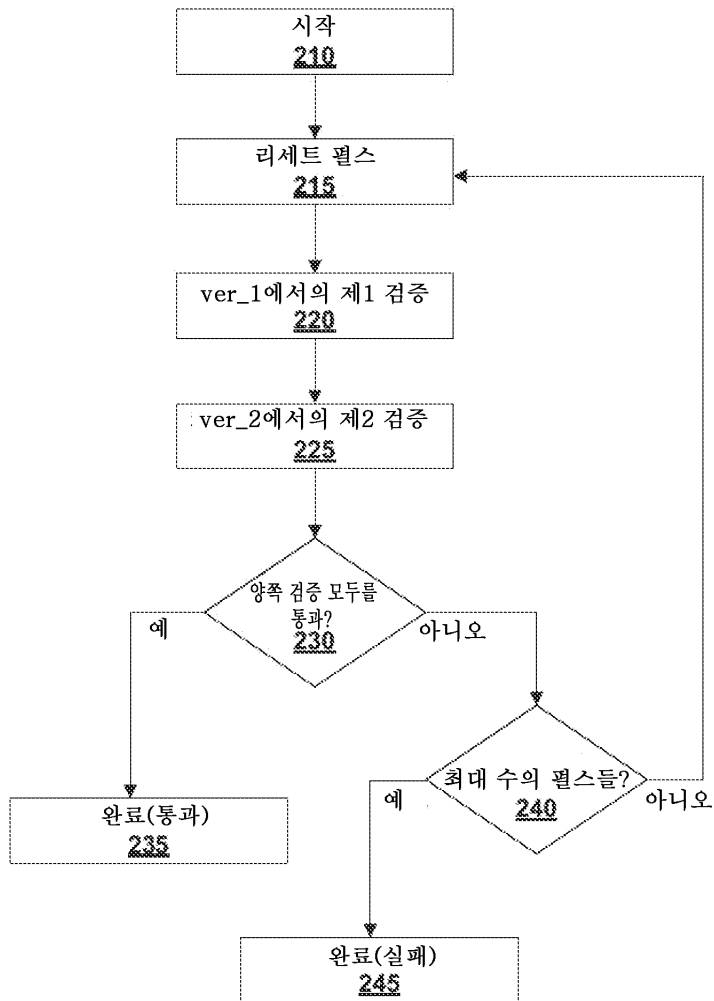 시작
210
리세트 펄스
215
ver_1에서의 제1 검증
220
ver_2에서의 제2 검증
225
양쪽 검증 모두를
통과?
230
예
아니오
최대 수의 펄스들?
240
예
아니오
완료(통과)
235
완료(실패)
245